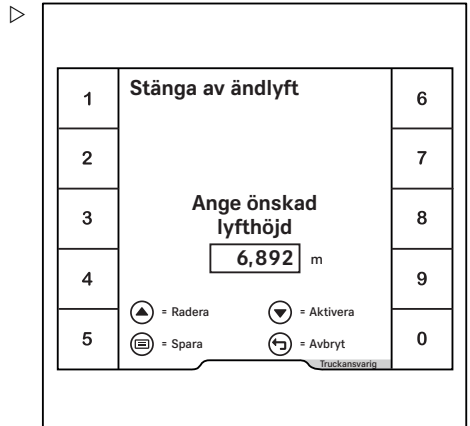 Stänga av ändlyft
1
2
3
4
5
Ange önskad
lyfthöjd
6,892 m
= Radera
= Aktivera
= Spara
= Avbryt
Truckansvarig
6
7
8
9
0